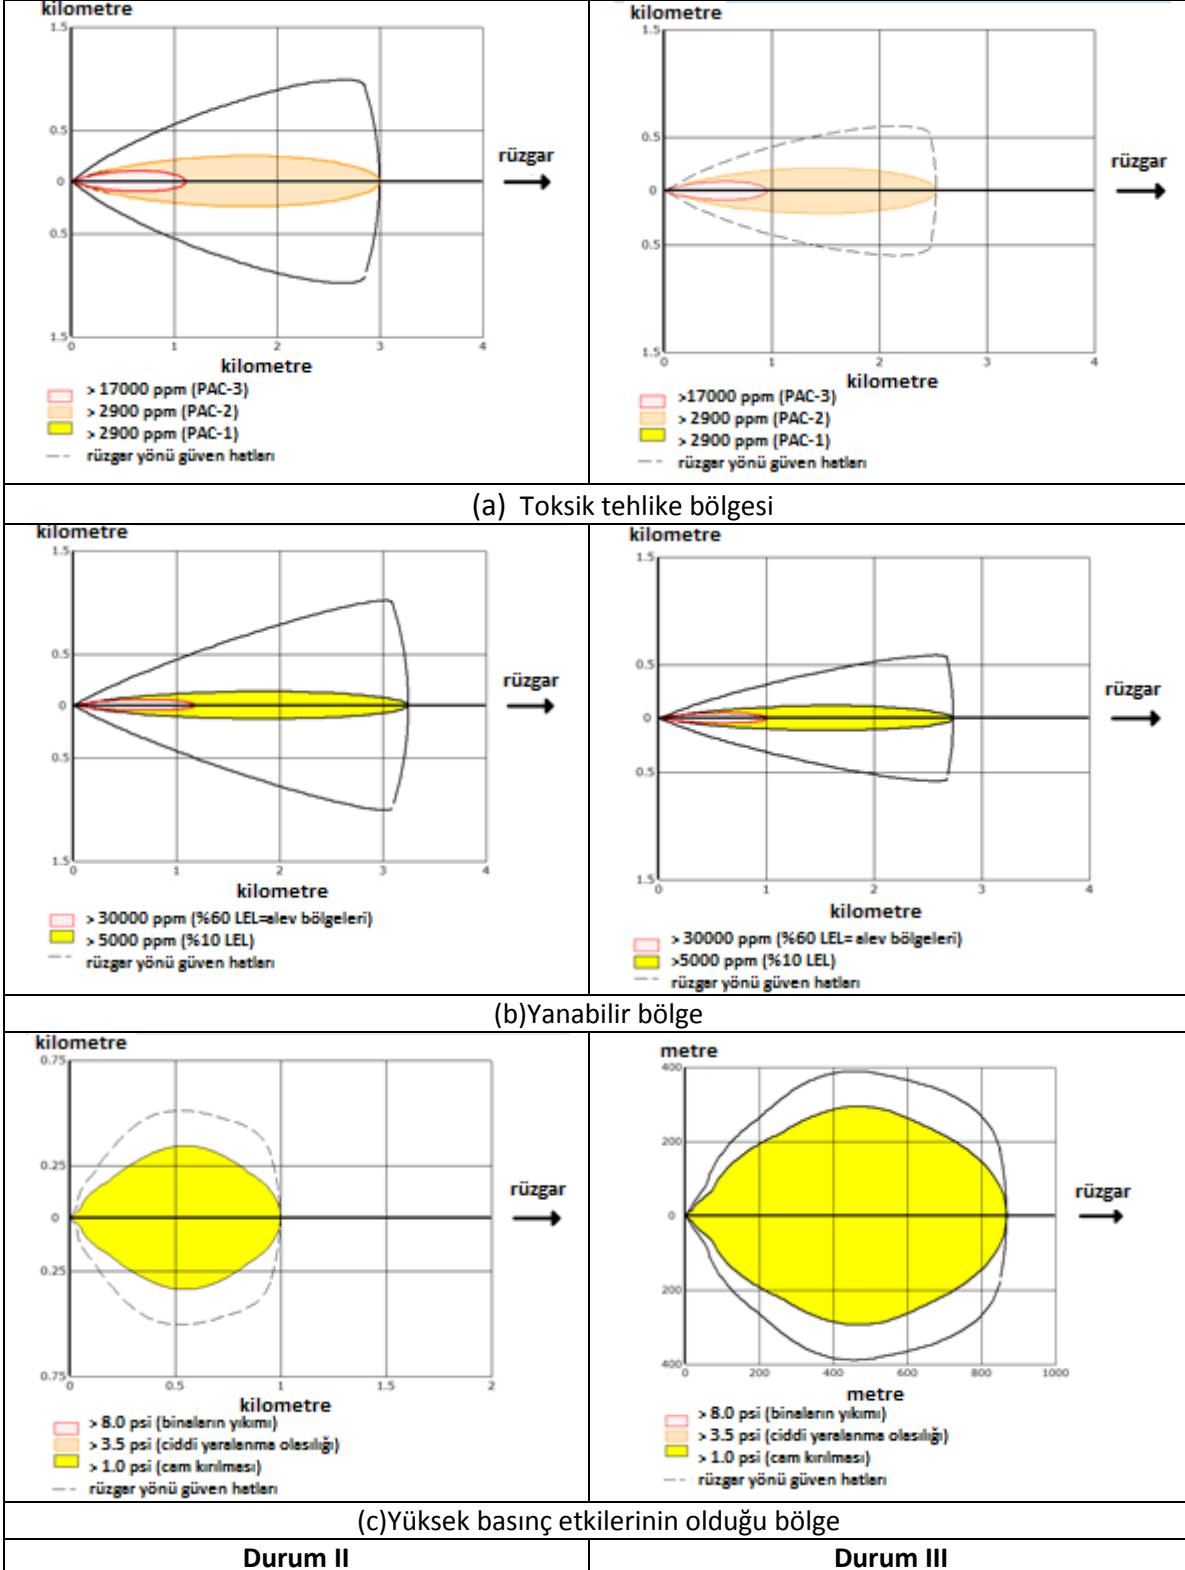 kilometre
1.5
0.5
0
0.5
1.5
0 1 2 3 4
kilometre
rüzgar
> 17000 ppm (PAC-3)
> 2900 ppm (PAC-2)
> 2900 ppm (PAC-1)
rüzgar yönü güven hatları
kilometre
1.5
0.5
0
0.5
1.5
0 1 2 3 4
kilometre
rüzgar
>17000 ppm (PAC-3)
> 2900 ppm (PAC-2)
> 2900 ppm (PAC-1)
rüzgar yönü güven hatları
(a) Toksik tehlike bölgesi
kilometre
1.5
0.5
0
0.5
1.5
0 1 2 3 4
kilometre
rüzgar
> 30000 ppm (%60 LEL=alev bölgeleri)
> 5000 ppm (%10 LEL)
rüzgar yönü güven hatları
kilometre
1.5
0.5
0
0.5
1.5
0 1 2 3 4
kilometre
rüzgar
> 30000 ppm (%60 LEL= alev bölgeleri)
>5000 ppm (%10 LEL)
rüzgar yönü güven hatları
(b)Yanabilir bölge
kilometre
0.75
0.25
0
0.25
0.75
0 0.5 1 1.5 2
kilometre
rüzgar
> 8.0 psi (binaların yıkımı)
> 3.5 psi (ciddi yaralanma olasılığı)
> 1.0 psi (cam kırılması)
rüzgar yönü güven hatları
metre
400
200
0
200
400
0 200 400 600 800 1000
metre
rüzgar
> 8.0 psi (binaların yıkımı)
> 3.5 psi (ciddi yaralanma olasılığı)
> 1.0 psi (cam kırılması)
rüzgar yönü güven hatları
(c)Yüksek basınç etkilerinin olduğu bölge
Durum II
Durum III